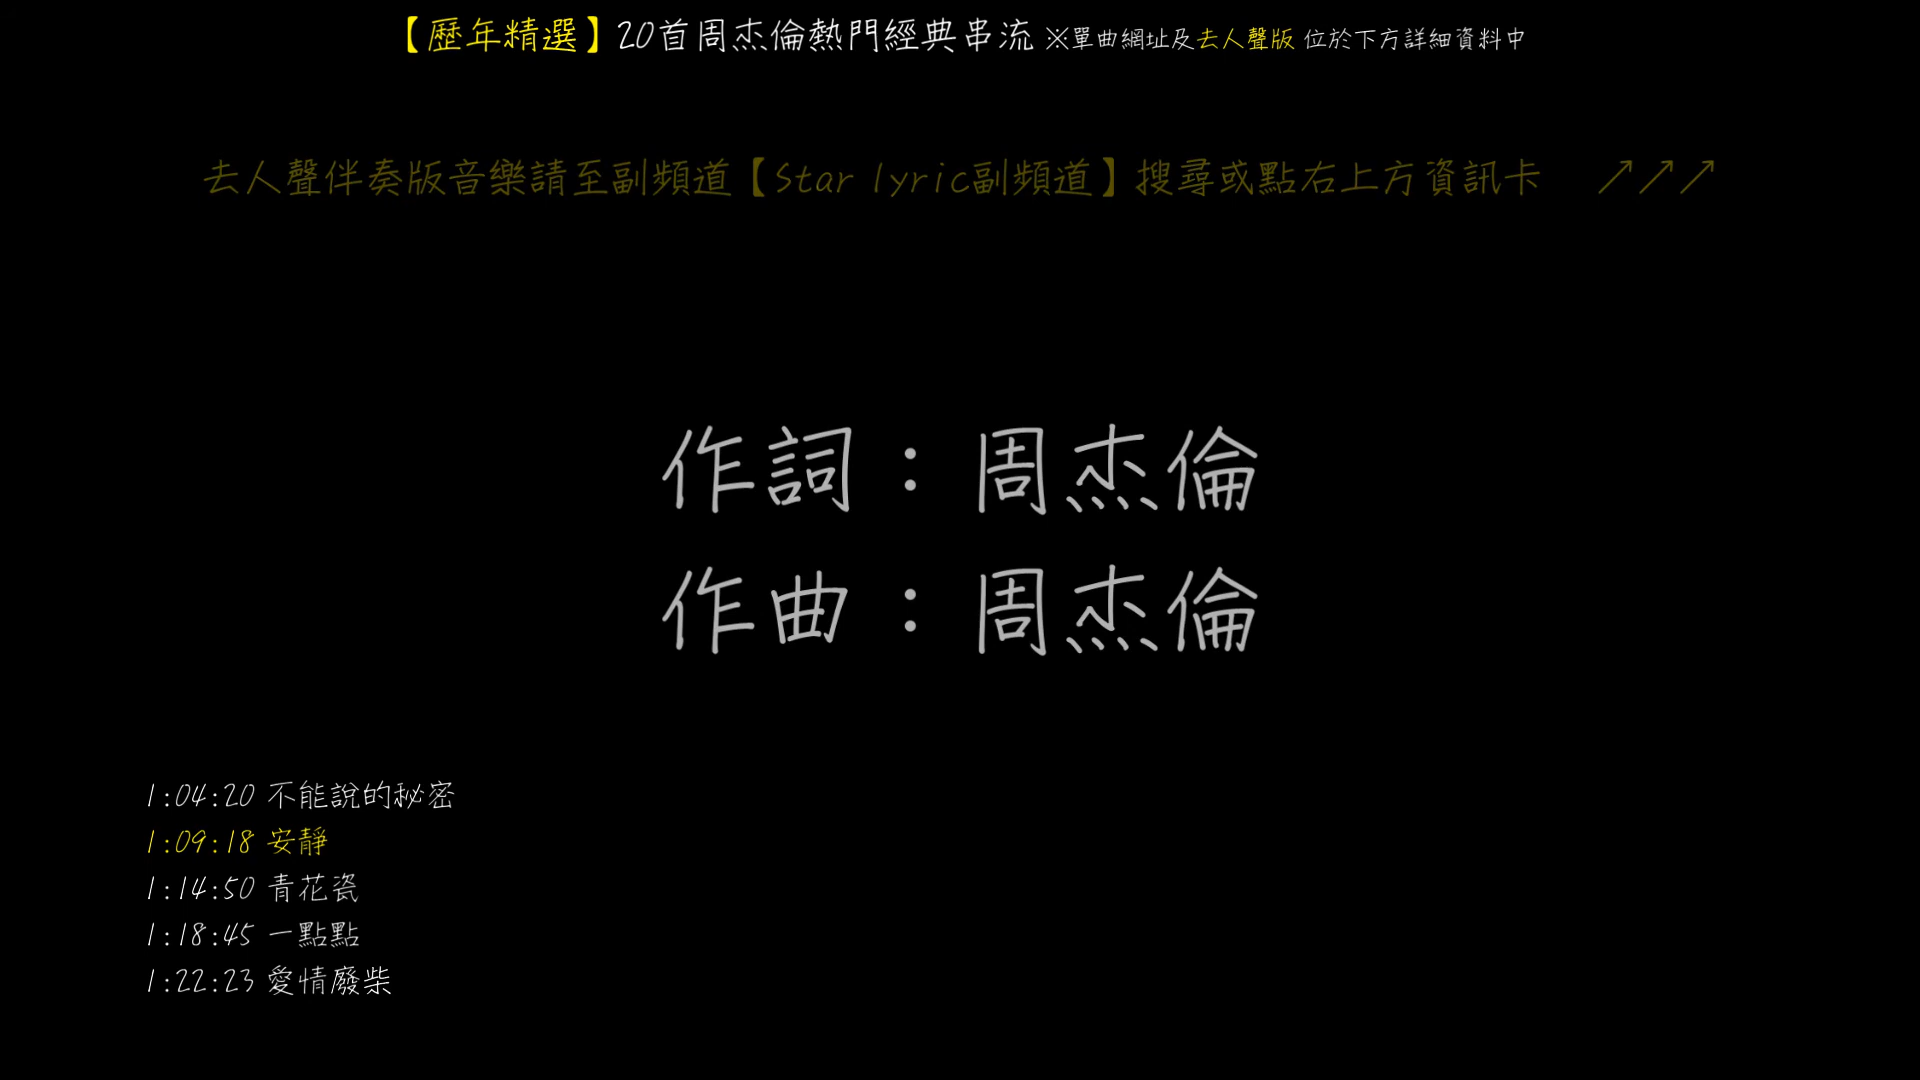 【歷年精選】20首周杰倫熱門經典串流 ※單曲網址及去人聲版 位於下方詳細資料中
去人聲伴奏版音樂請至副頻道【Star lyric副頻道】搜尋或點右上方資訊卡 ↗↗↗
作詞：周杰倫
作曲：周杰倫
1:04:20 不能說的秘密
1:09:18 安靜
1:14:50 青花瓷
1:18:45 一點點
1:22:23 愛情廢柴